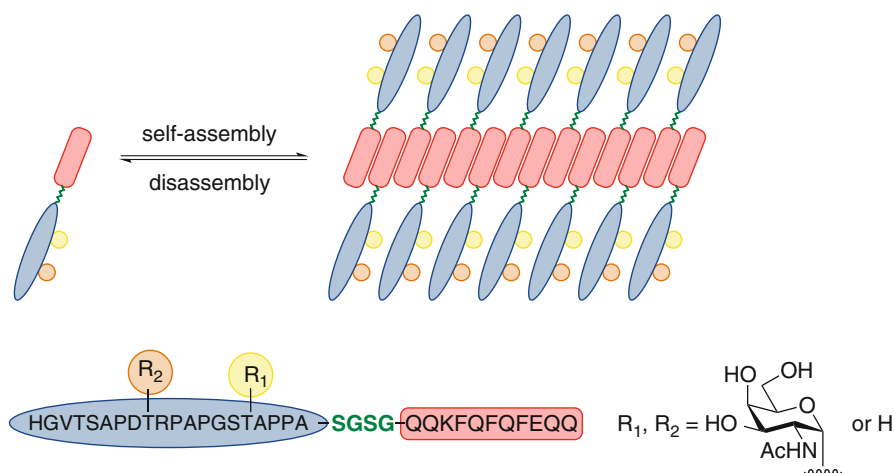 self-assembly
disassembly
R2
R1
HGVTSAPDTRPAPGSTAPPA-SGSG-QQKFQFQFEQQ
R1, R2 =
HO
OH
O
HO
AcHN
or H